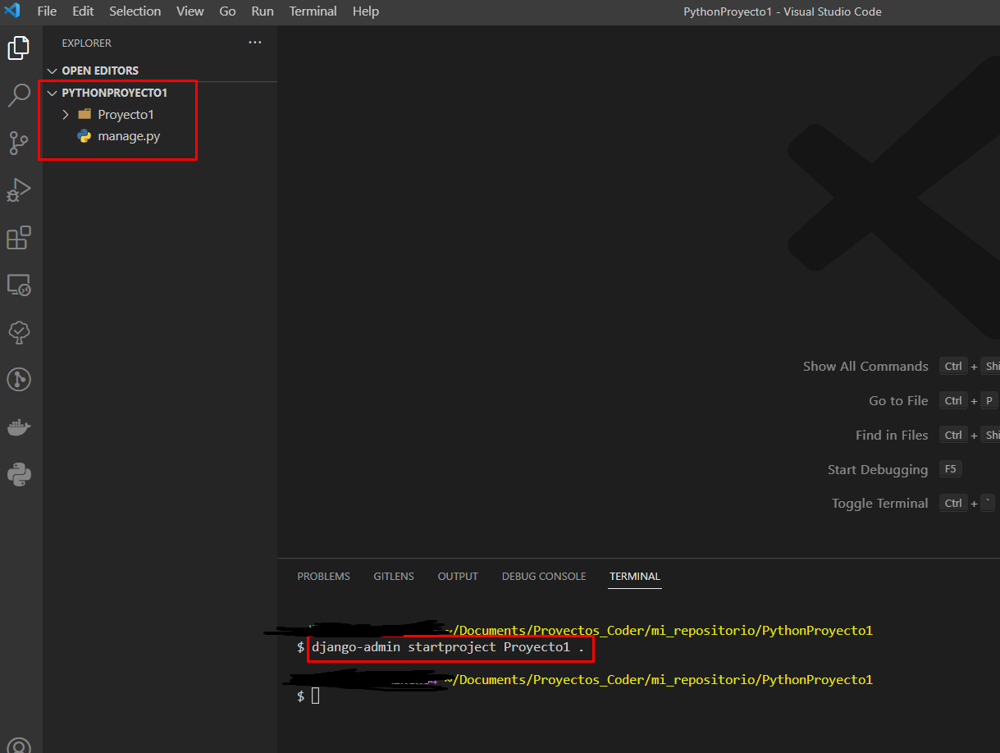 File Edit Selection View Go Run Terminal Help
PythonProyecto1 - Visual Studio Code
EXPLORER
OPEN EDITORS
PYTHONPROYECTO1
Proyecto1
manage.py
Show All Commands Ctrl + Shi
Go to File Ctrl + P
Find in Files Ctrl + Shi
Start Debugging F5
Toggle Terminal Ctrl + `
PROBLEMS GITLENS OUTPUT DEBUG CONSOLE TERMINAL
~/Documents/Proyectos_Coder/mi_repositorio/PythonProyecto1
$ django-admin startproject Proyecto1 .
~/Documents/Proyectos_Coder/mi_repositorio/PythonProyecto1
$